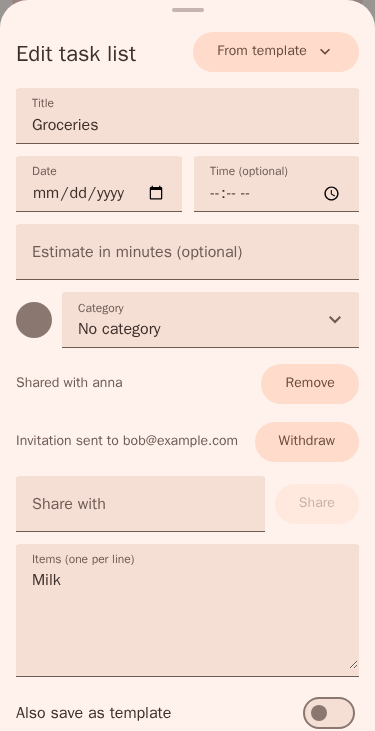 Edit task list
From template
Title
Groceries
Date
Time (optional)
mm/dd/yyyy
--:-- --
Estimate in minutes (optional)
Category
No category
Shared with anna
Remove
Invitation sent to bob@example.com
Withdraw
Share with
Share
Items (one per line)
Milk
Also save as template